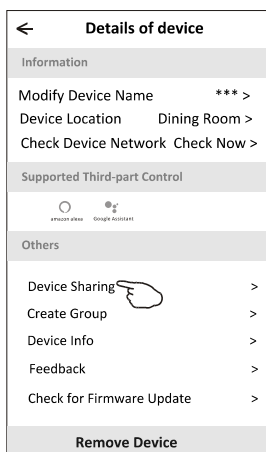 ← Details of device
Information
Modify Device Name *** >
Device Location Dining Room >
Check Device Network Check Now >
Supported Third-part Control
amazon alexa Google Assistant
Others
Device Sharing >
Create Group >
Device Info >
Feedback >
Check for Firmware Update >
Remove Device